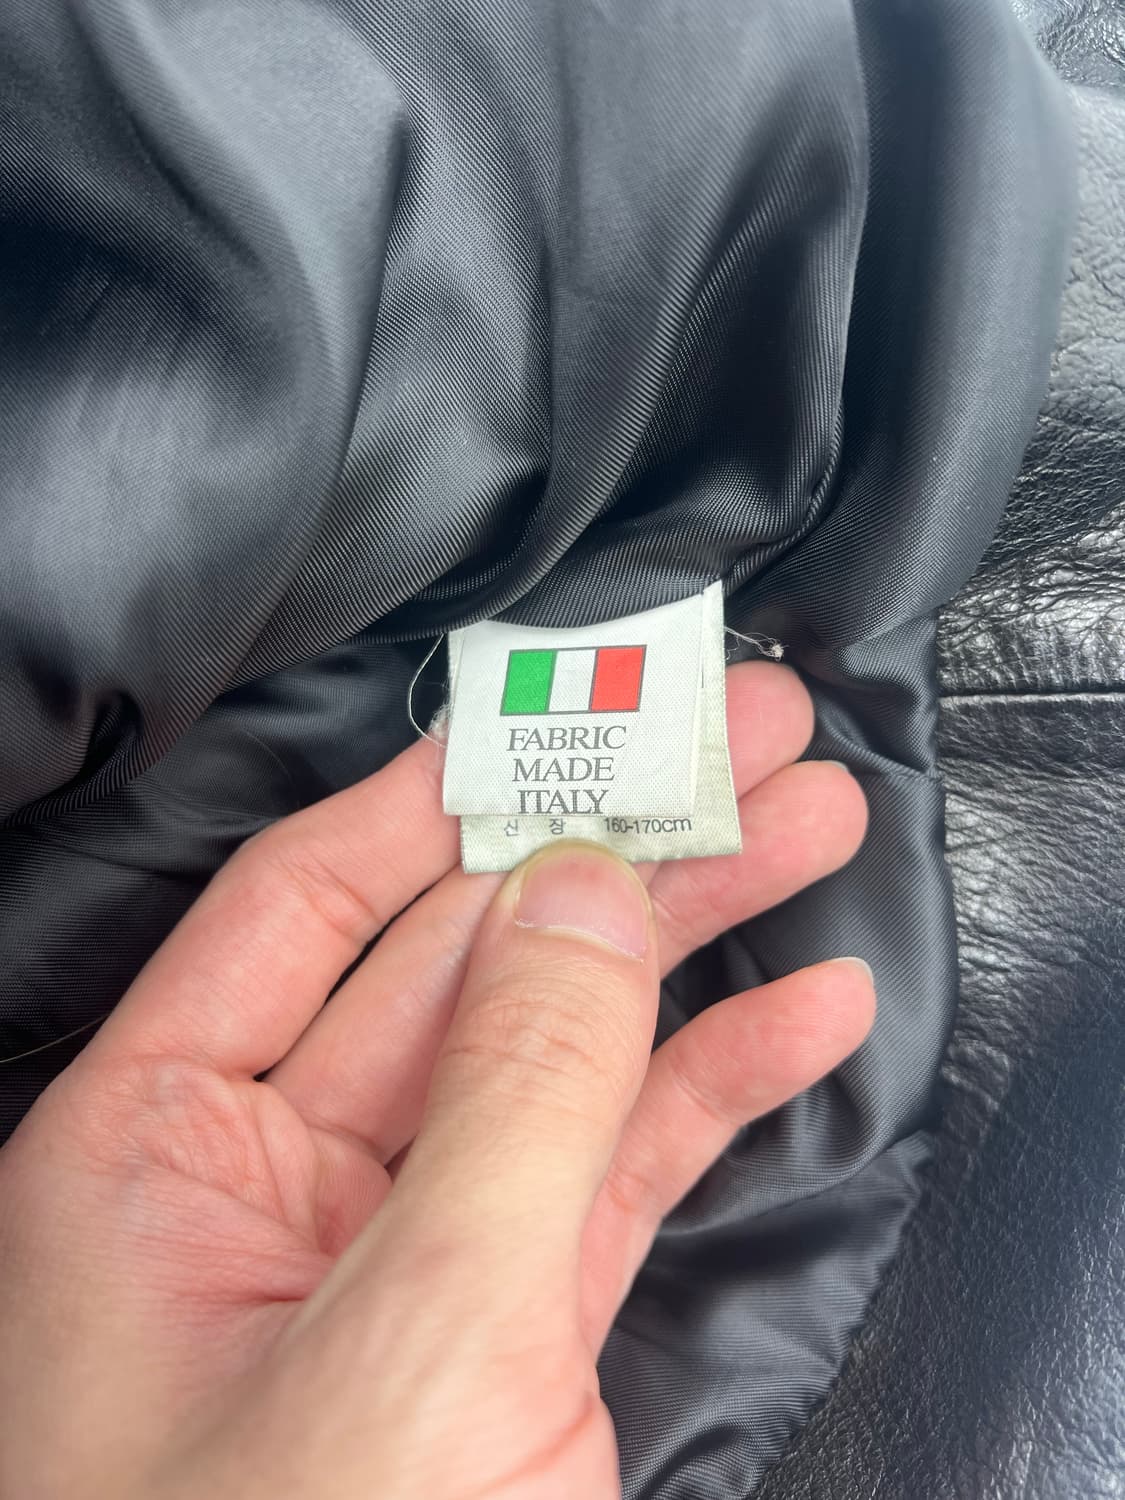 FABRIC
MADE
ITALY
신 장 160-170cm